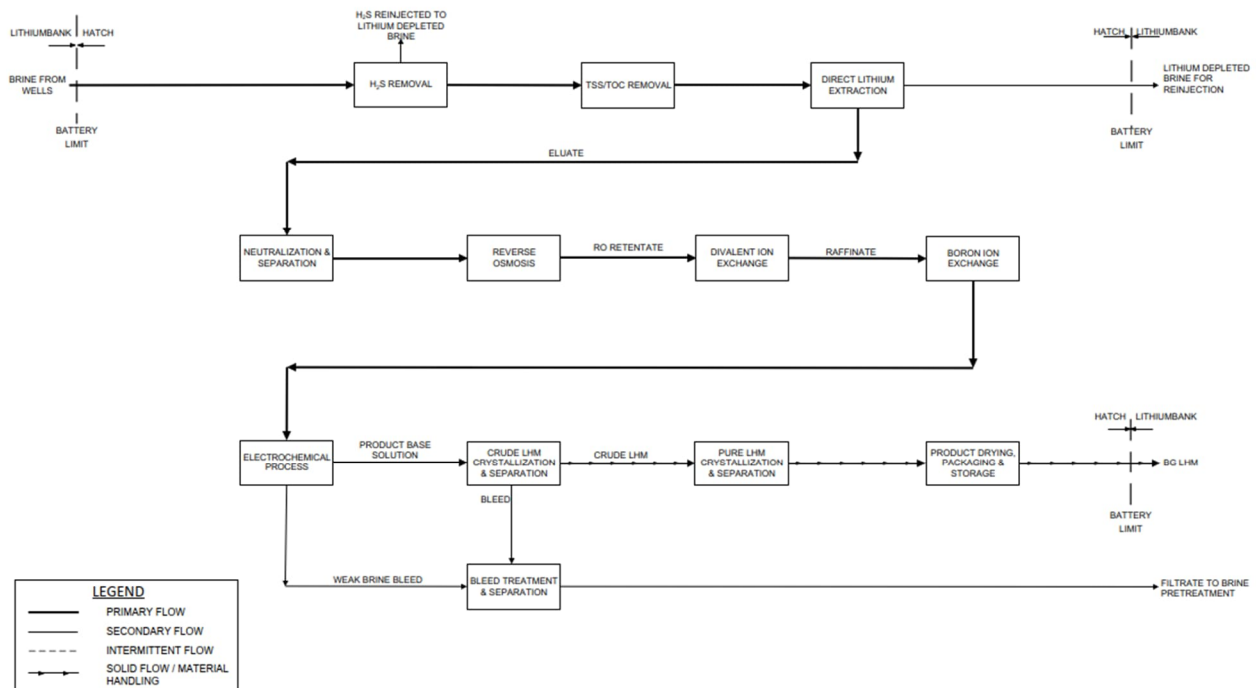 H₂S REINJECTED TO
LITHIUM DEPLETED
BRINE
LITHIUMBANK
HATCH
HATCH
LITHIUMBANK
BRINE FROM
WELLS
H₂S REMOVAL
TSS/TOC REMOVAL
DIRECT LITHIUM
EXTRACTION
LITHIUM DEPLETED
BRINE FOR
REINJECTION
BATTERY
LIMIT
BATTERY
LIMIT
ELUATE
NEUTRALIZATION &
SEPARATION
REVERSE
OSMOSIS
RO RETENTATE
DIVALENT ION
EXCHANGE
RAFFINATE
BORON ION
EXCHANGE
HATCH
LITHIUMBANK
ELECTROCHEMICAL
PROCESS
PRODUCT BASE
SOLUTION
CRUDE LHM
CRYSTALLIZATION
& SEPARATION
CRUDE LHM
PURE LHM
CRYSTALLIZATION
& SEPARATION
PRODUCT DRYING,
PACKAGING &
STORAGE
BG LHM
BLEED
BATTERY
LIMIT
WEAK BRINE BLEED
BLEED TREATMENT
& SEPARATION
FILTRATE TO BRINE
PRETREATMENT
LEGEND
PRIMARY FLOW
SECONDARY FLOW
INTERMITTENT FLOW
SOLID FLOW / MATERIAL
HANDLING